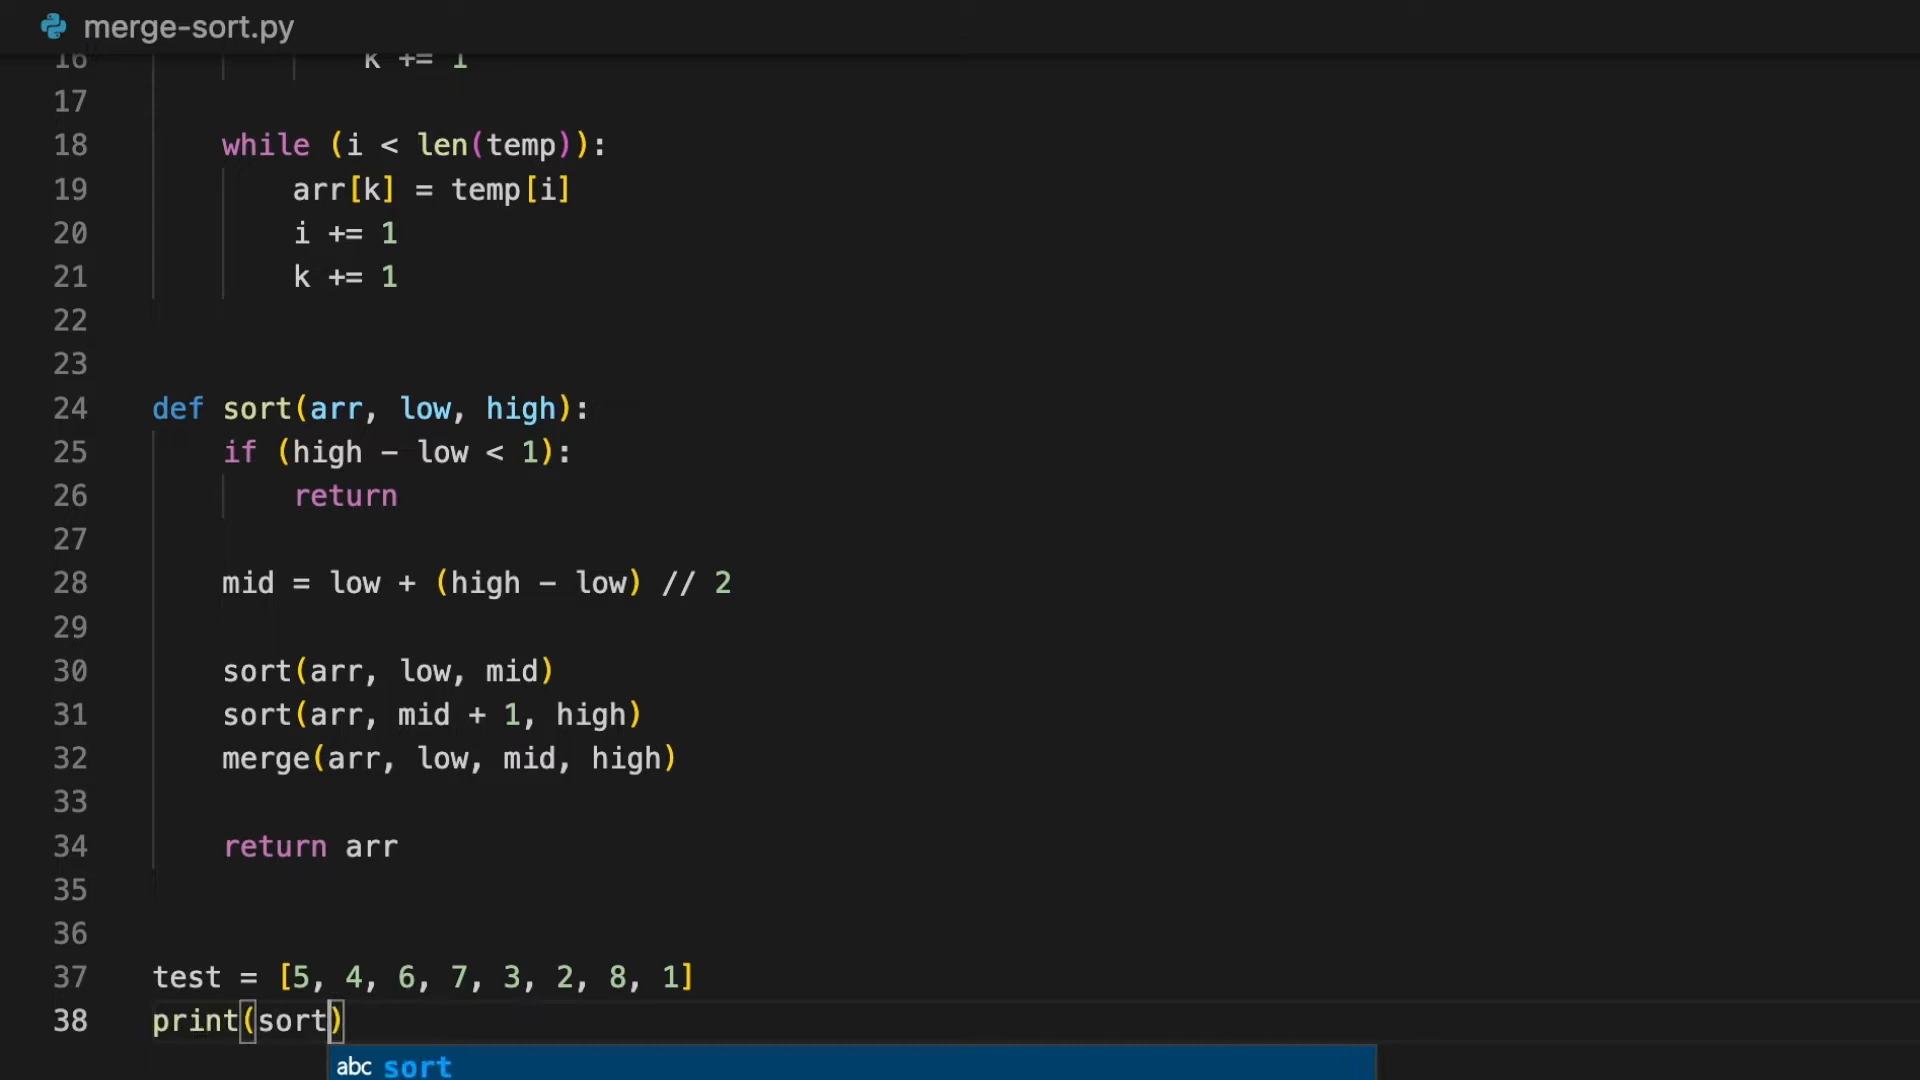 merge-sort.py
16 k += 1
17
18 while (i < len(temp)):
19 arr[k] = temp[i]
20 i += 1
21 k += 1
22
23
24 def sort(arr, low, high):
25 if (high - low < 1):
26 return
27
28 mid = low + (high - low) // 2
29
30 sort(arr, low, mid)
31 sort(arr, mid + 1, high)
32 merge(arr, low, mid, high)
33
34 return arr
35
36
37 test = [5, 4, 6, 7, 3, 2, 8, 1]
38 print(sort)
abc sort